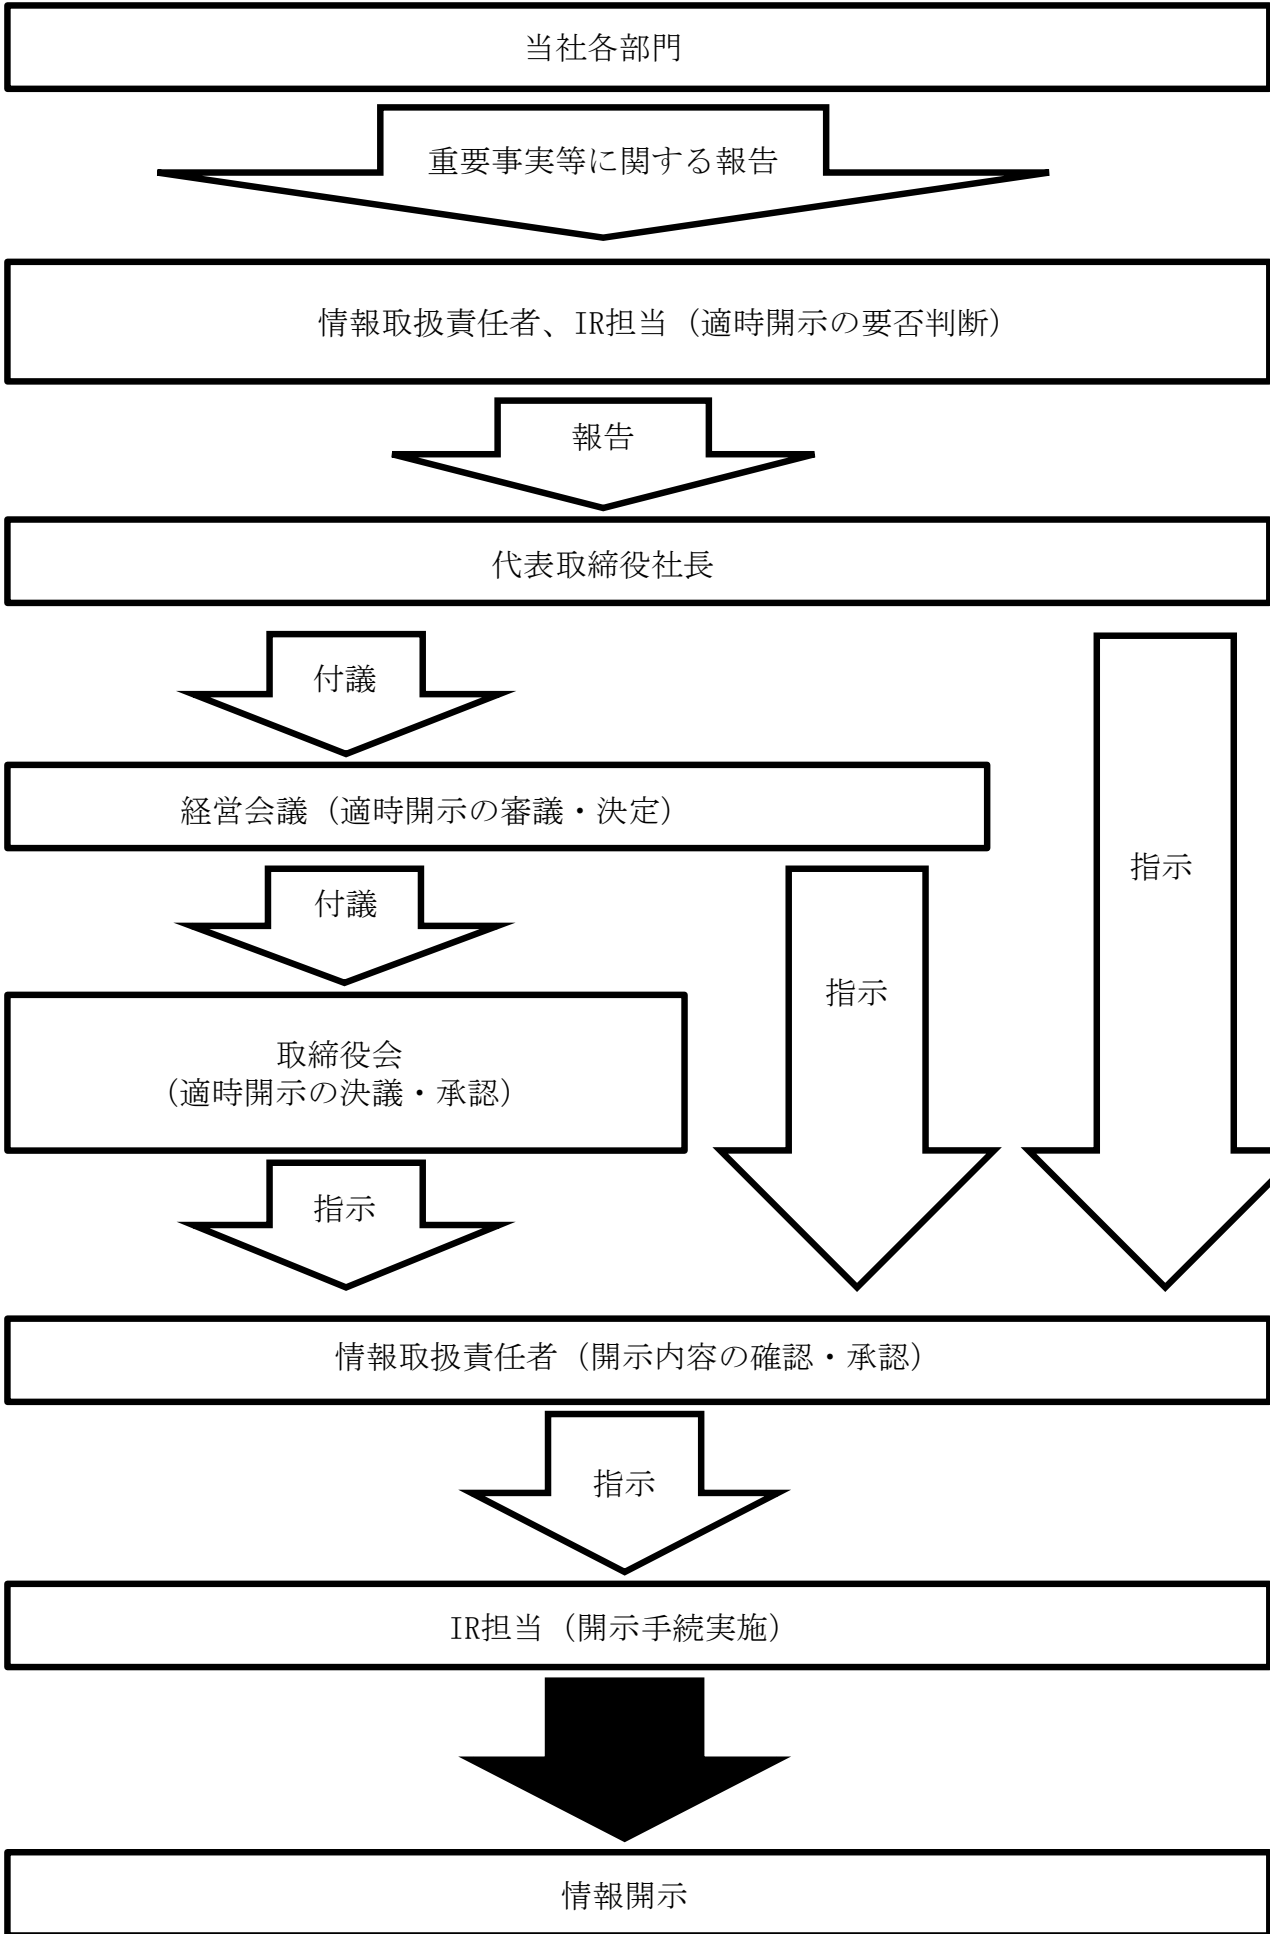 当社各部門
重要事実等に関する報告
情報取扱責任者、IR担当（適時開示の要否判断）
報告
代表取締役社長
付議
経営会議（適時開示の審議・決定）
指示
付議
指示
取締役会
（適時開示の決議・承認）
指示
情報取扱責任者（開示内容の確認・承認）
指示
IR担当（開示手続実施）
情報開示